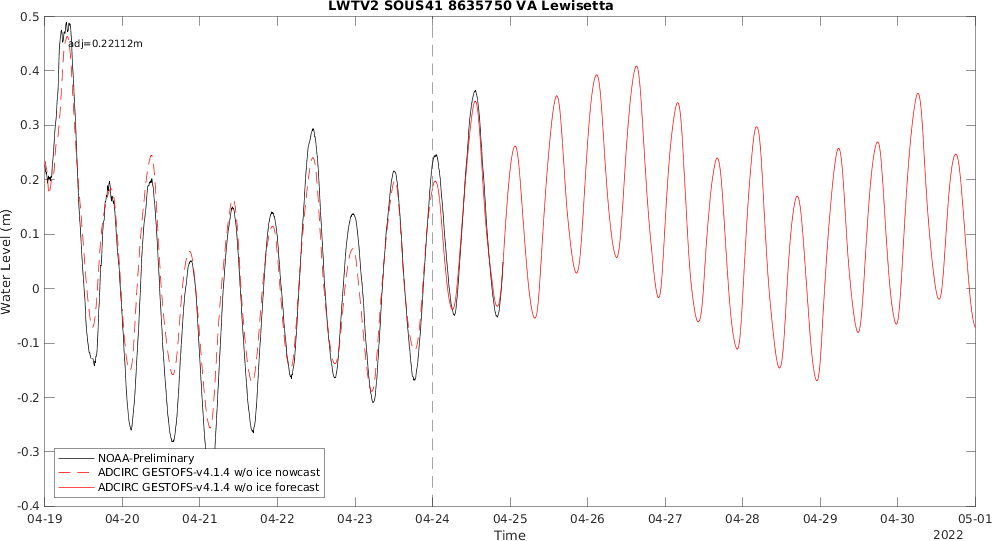 LWTV2 SOUS41 8635750 VA Lewisetta
adj=0.22112m
Water Level (m)
0.5
0.4
0.3
0.2
0.1
0
-0.1
-0.2
-0.3
-0.4
NOAA-Preliminary
ADCIRC GESTOFS-v4.1.4 w/o ice nowcast
ADCIRC GESTOFS-v4.1.4 w/o ice forecast
04-19 04-20 04-21 04-22 04-23 04-24 04-25 04-26 04-27 04-28 04-29 04-30 05-01
Time
2022